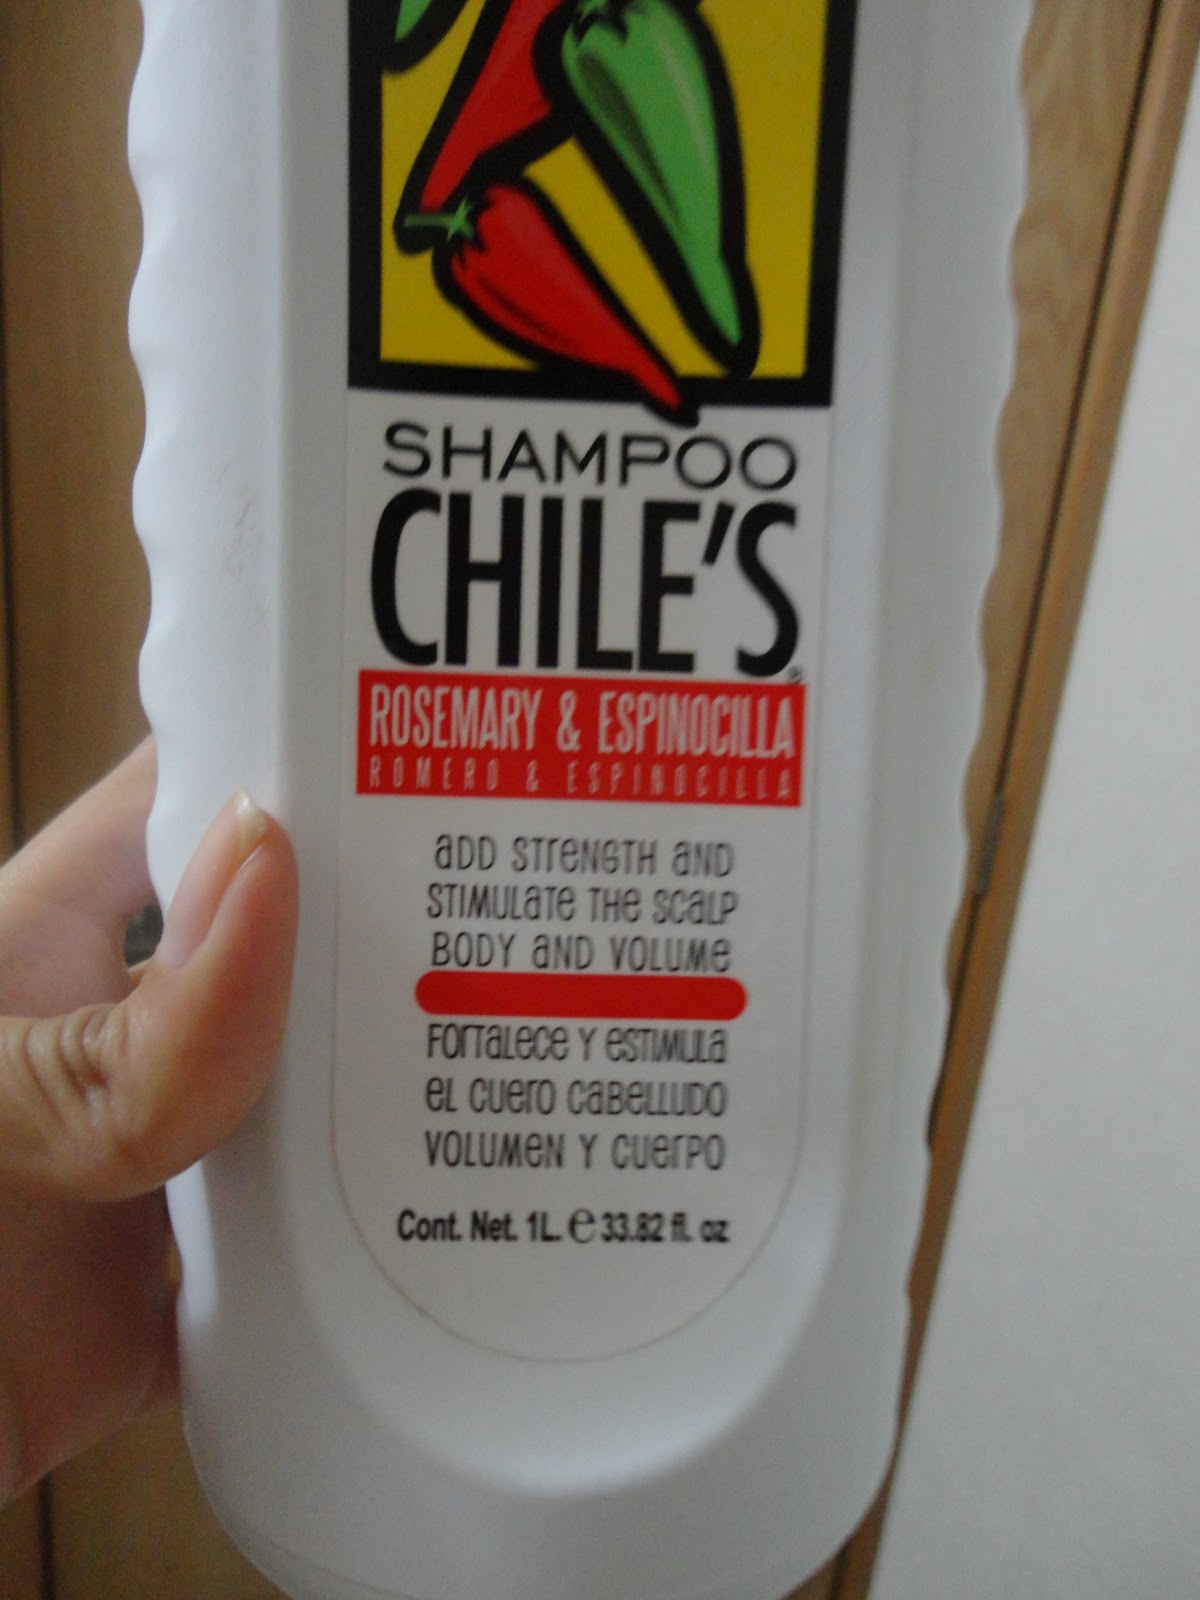 SHAMPOO
CHILE'S®
ROSEMARY & ESPINOCILLA
ROMERO & ESPINOCILLA
ADD STRENGTH AND
STIMULATE THE SCALP
BODY AND VOLUME
FORTALECE Y ESTIMULA
EL CUERO CABELLUDO
VOLUMEN Y CUERPO
Cont. Net. 1L. ℮ 33.82 fl. oz